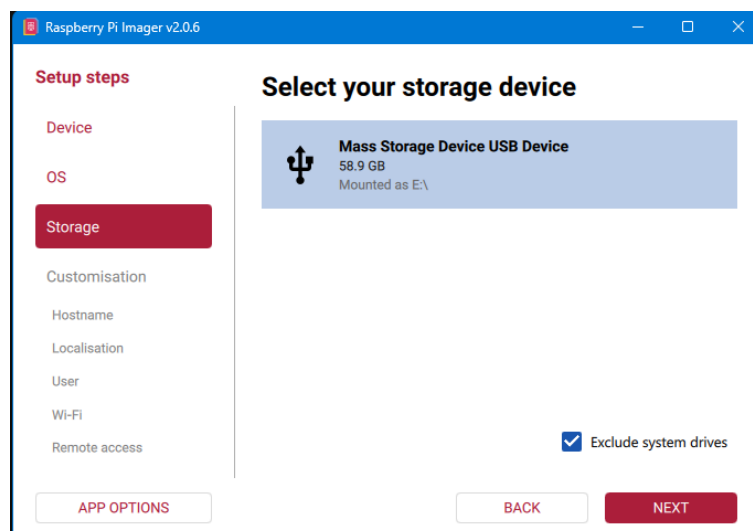 Raspberry Pi Imager v2.0.6
Setup steps
Device
OS
Storage
Customisation
Hostname
Localisation
User
Wi-Fi
Remote access
APP OPTIONS
Select your storage device
Mass Storage Device USB Device
58.9 GB
Mounted as E:\
Exclude system drives
BACK
NEXT